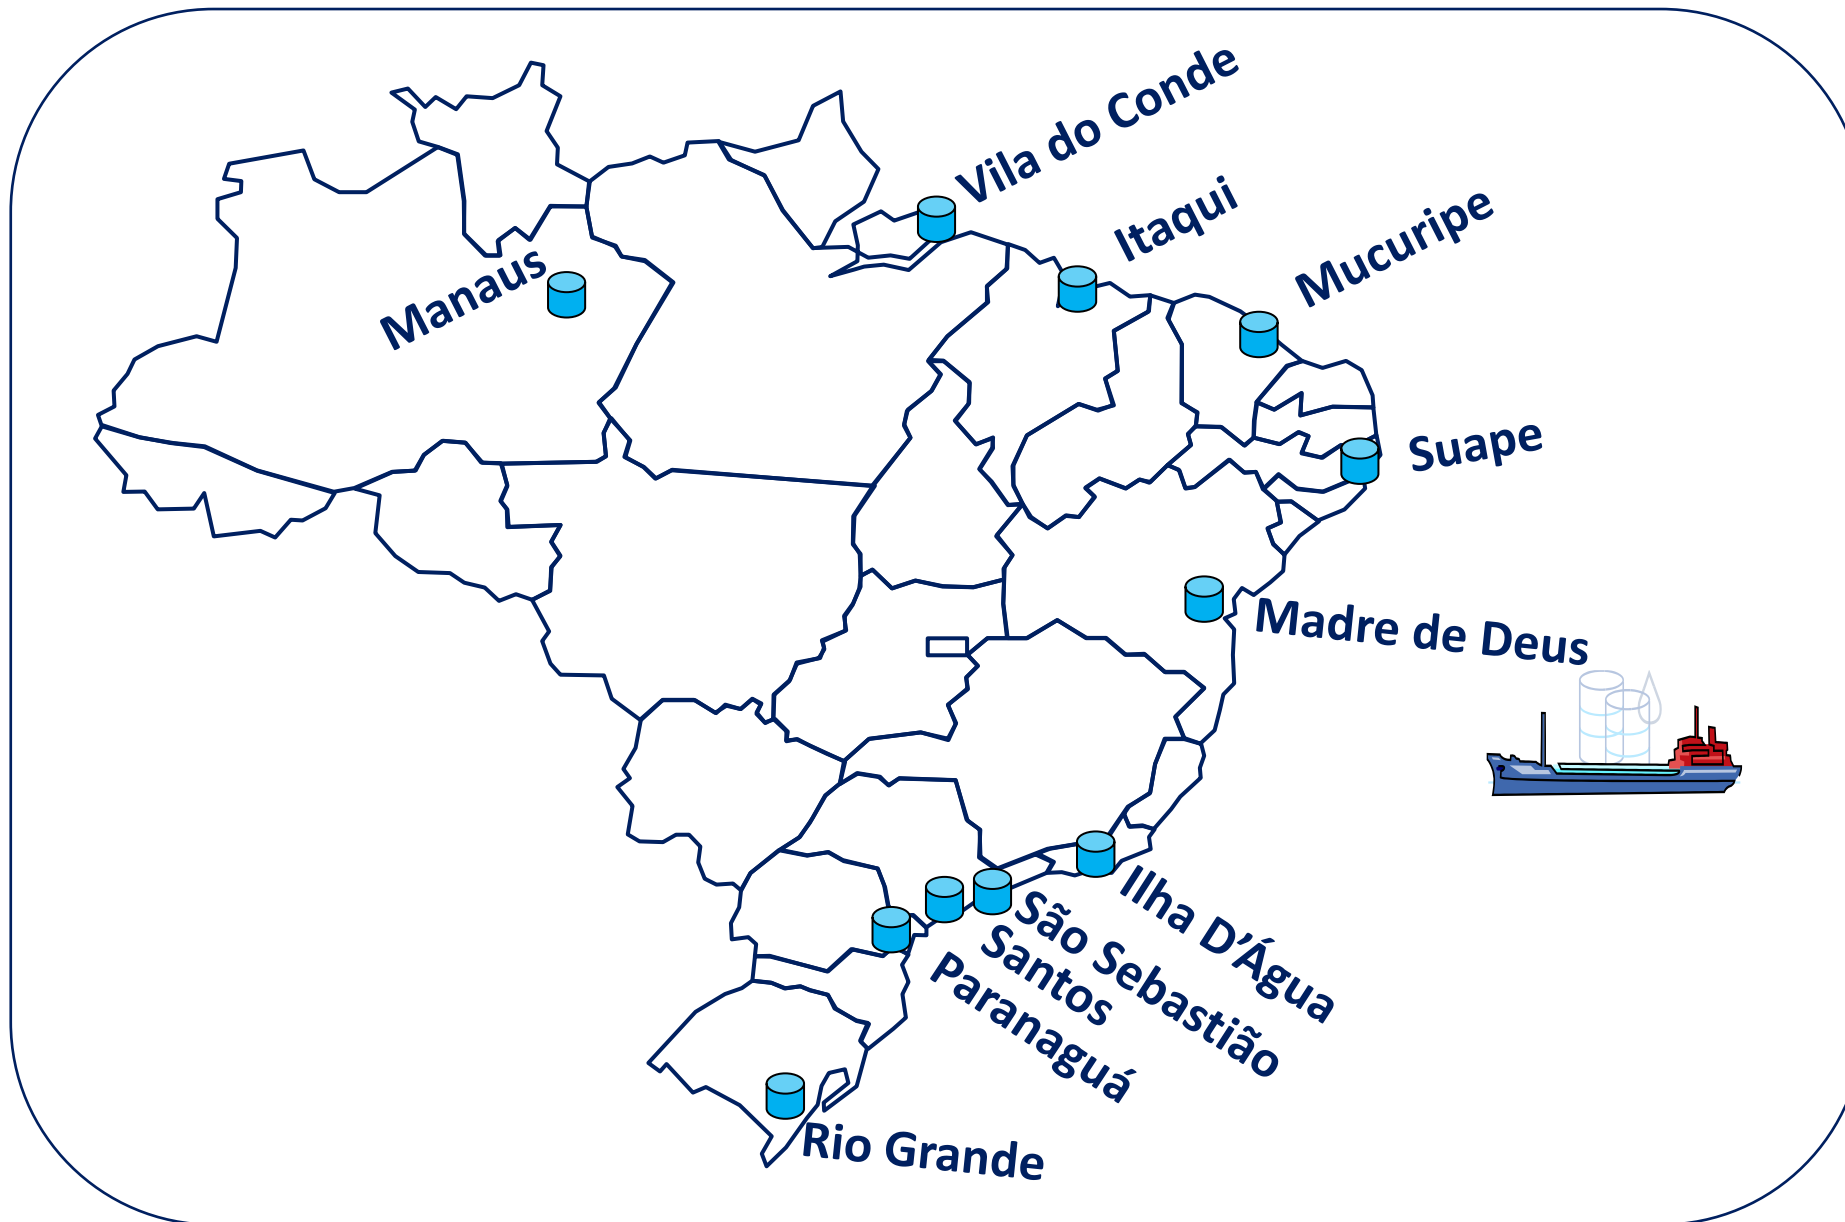 Vila do Conde
Itaqui
Mucuripe
Manaus
Suape
Madre de Deus
Ilha D’Água
São Sebastião
Santos
Paranaguá
Rio Grande